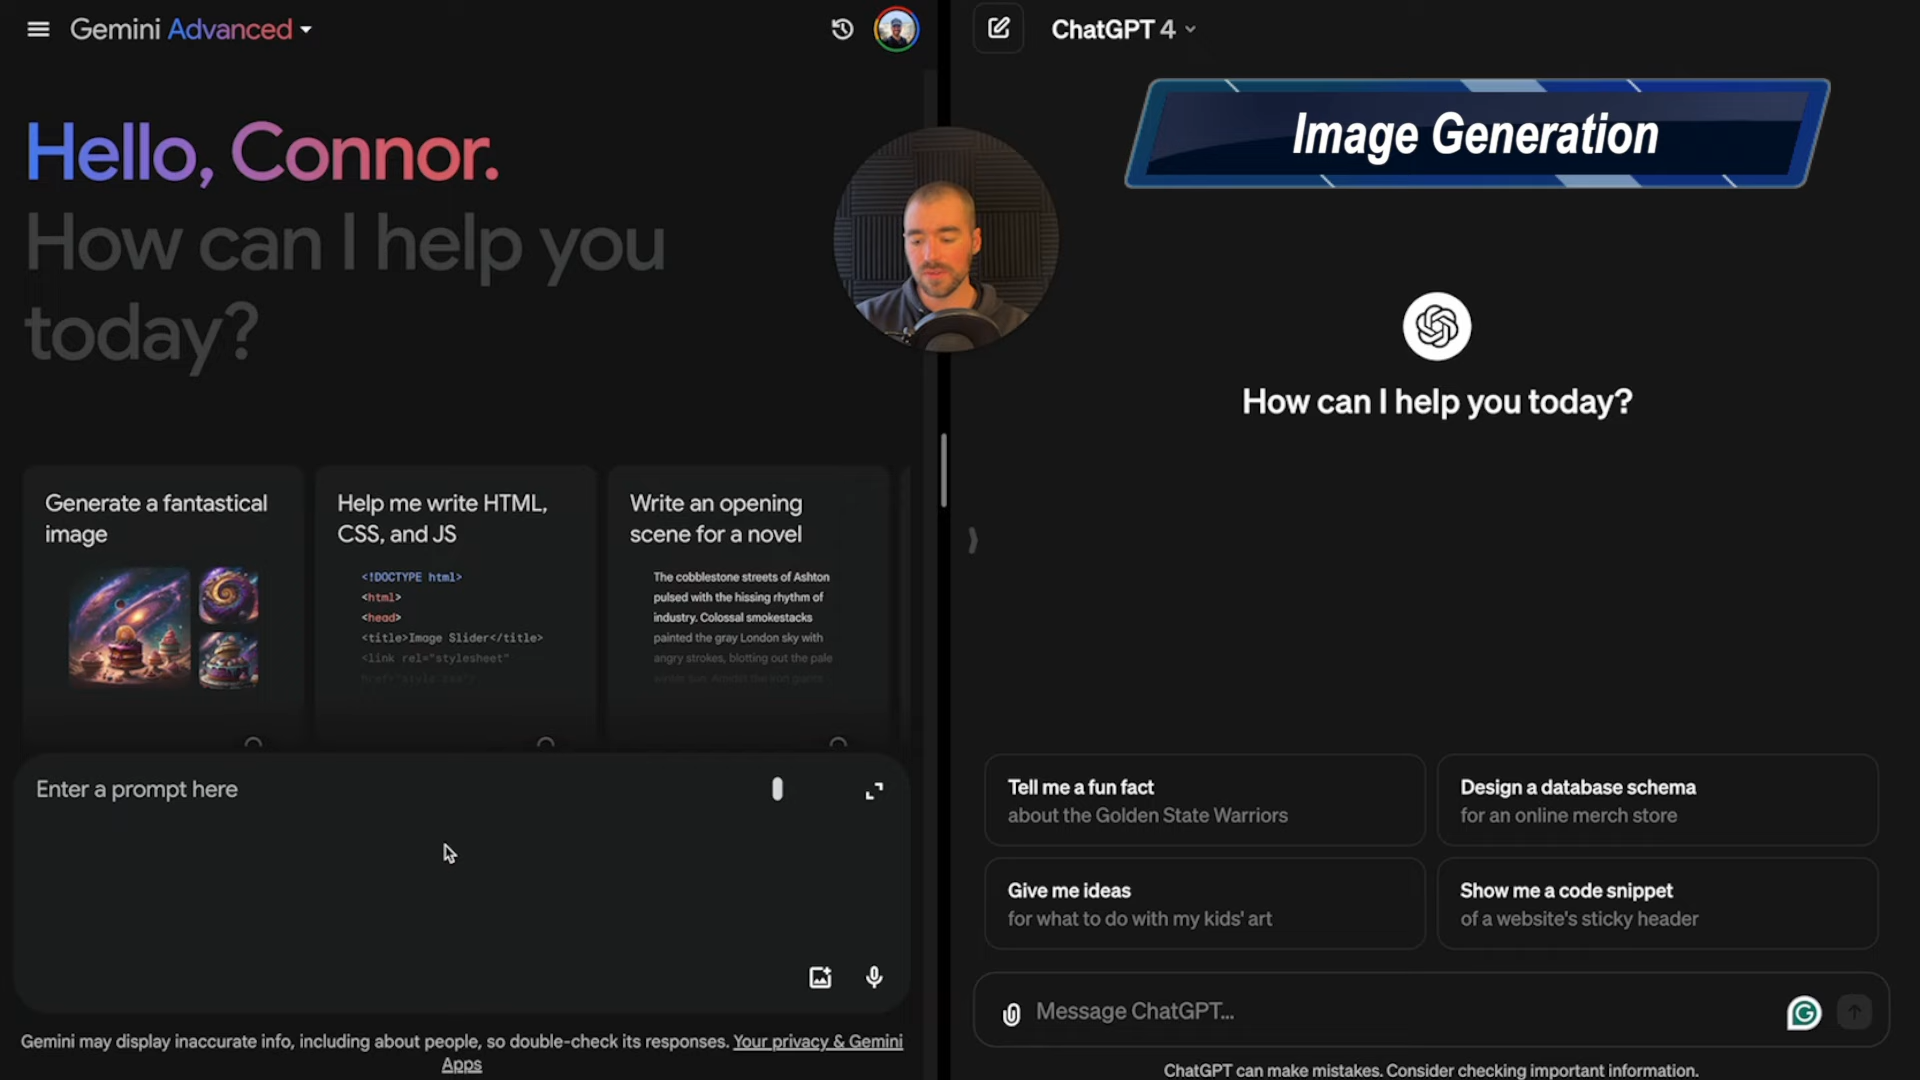 Gemini Advanced
Hello, Connor.
How can I help you
today?
Generate a fantastical
image
Help me write HTML,
CSS, and JS
<!DOCTYPE html>
<html>
<head>
<title>Image Slider</title>
<link rel="stylesheet"
href="style.css">
Write an opening
scene for a novel
The cobblestone streets of Ashton
pulsed with the hissing rhythm of
industry. Colossal smokestacks
painted the gray London sky with
angry strokes, blotting out the pale
Enter a prompt here
Gemini may display inaccurate info, including about people, so double-check its responses. Your privacy & Gemini
Apps
ChatGPT 4
Image Generation
How can I help you today?
Tell me a fun fact
about the Golden State Warriors
Design a database schema
for an online merch store
Give me ideas
for what to do with my kids' art
Show me a code snippet
of a website's sticky header
Message ChatGPT...
ChatGPT can make mistakes. Consider checking important information.